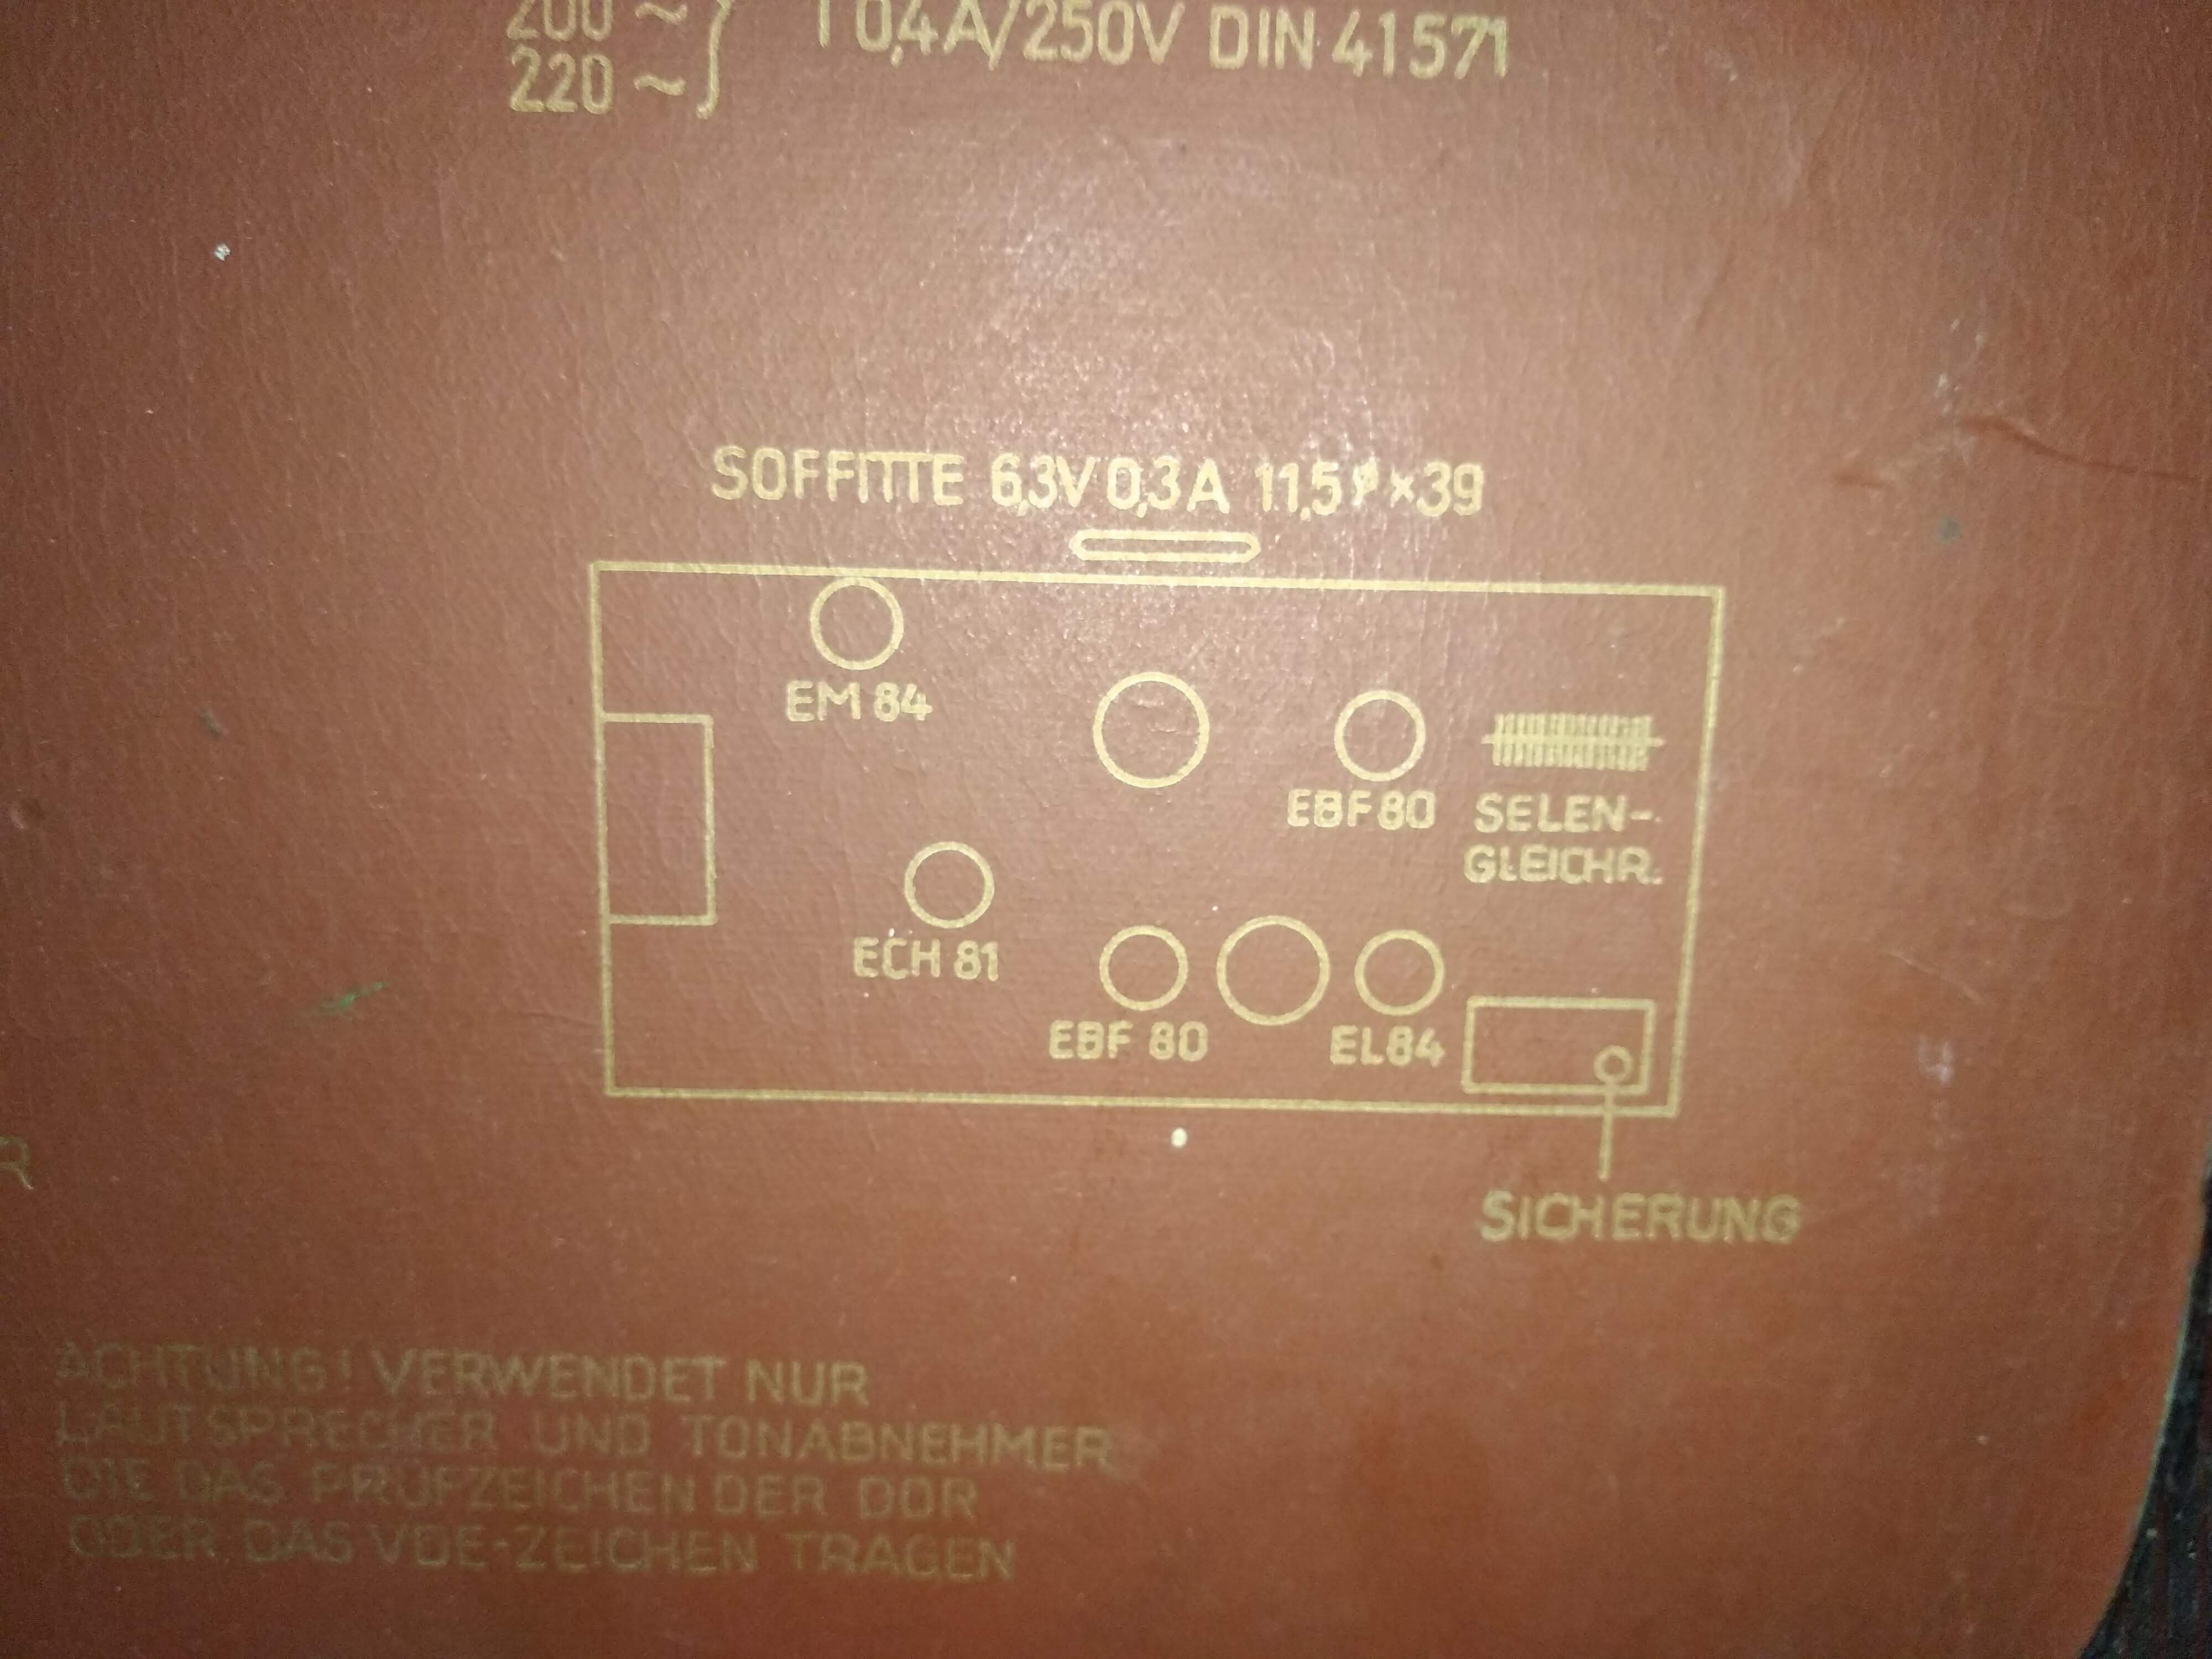 200 ~
220 ~
T 0,4A/250V DIN 41571
SOFFITTE 6,3V 0,3A 11,5⌀×39
EM 84
EBF 80
SELEN-
GLEICHR.
ECH 81
EBF 80
EL84
SICHERUNG
R
ACHTUNG! VERWENDET NUR
LAUTSPRECHER UND TONABNEHMER
DIE DAS PRÜFZEICHEN DER DDR
ODER DAS VDE-ZEICHEN TRAGEN